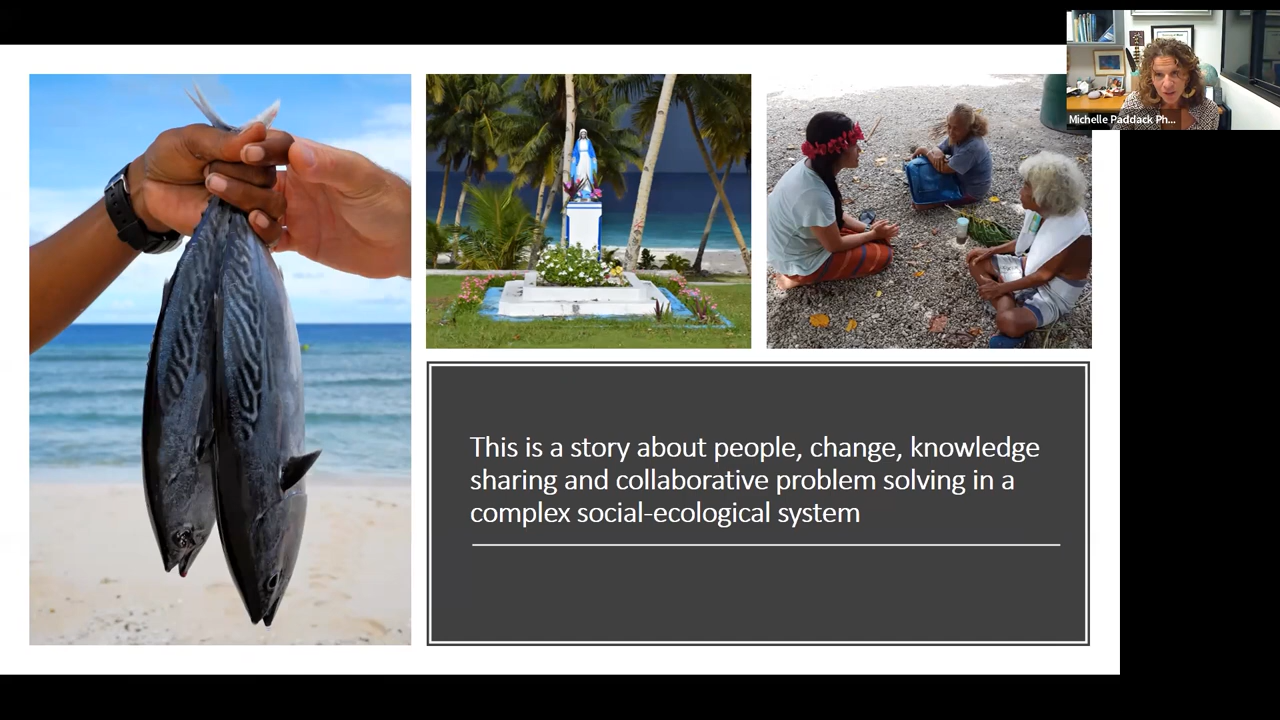 Michelle Paddack Ph...
This is a story about people, change, knowledge
sharing and collaborative problem solving in a
complex social-ecological system